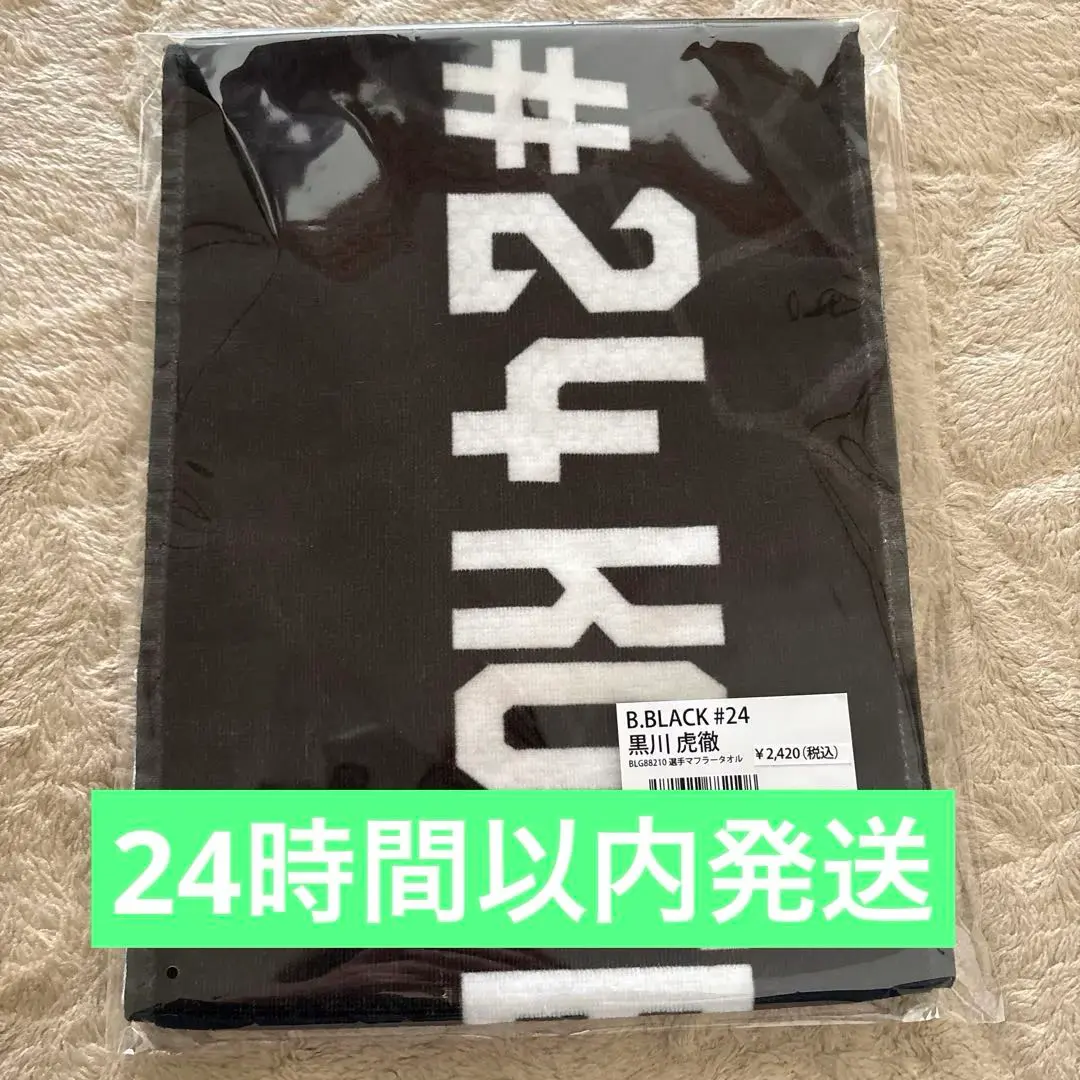 #24 KU
B.BLACK #24
黒川 虎徹
BLG88210 選手マフラータオル ￥2,420(税込)
24時間以内発送